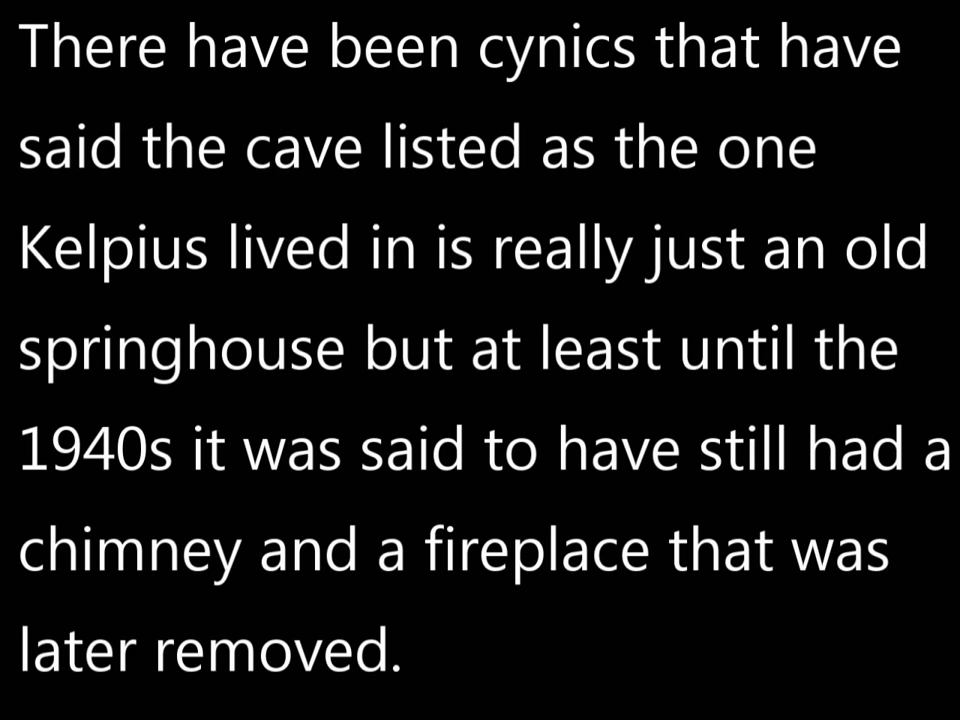 There have been cynics that have
said the cave listed as the one
Kelpius lived in is really just an old
springhouse but at least until the
1940s it was said to have still had a
chimney and a fireplace that was
later removed.